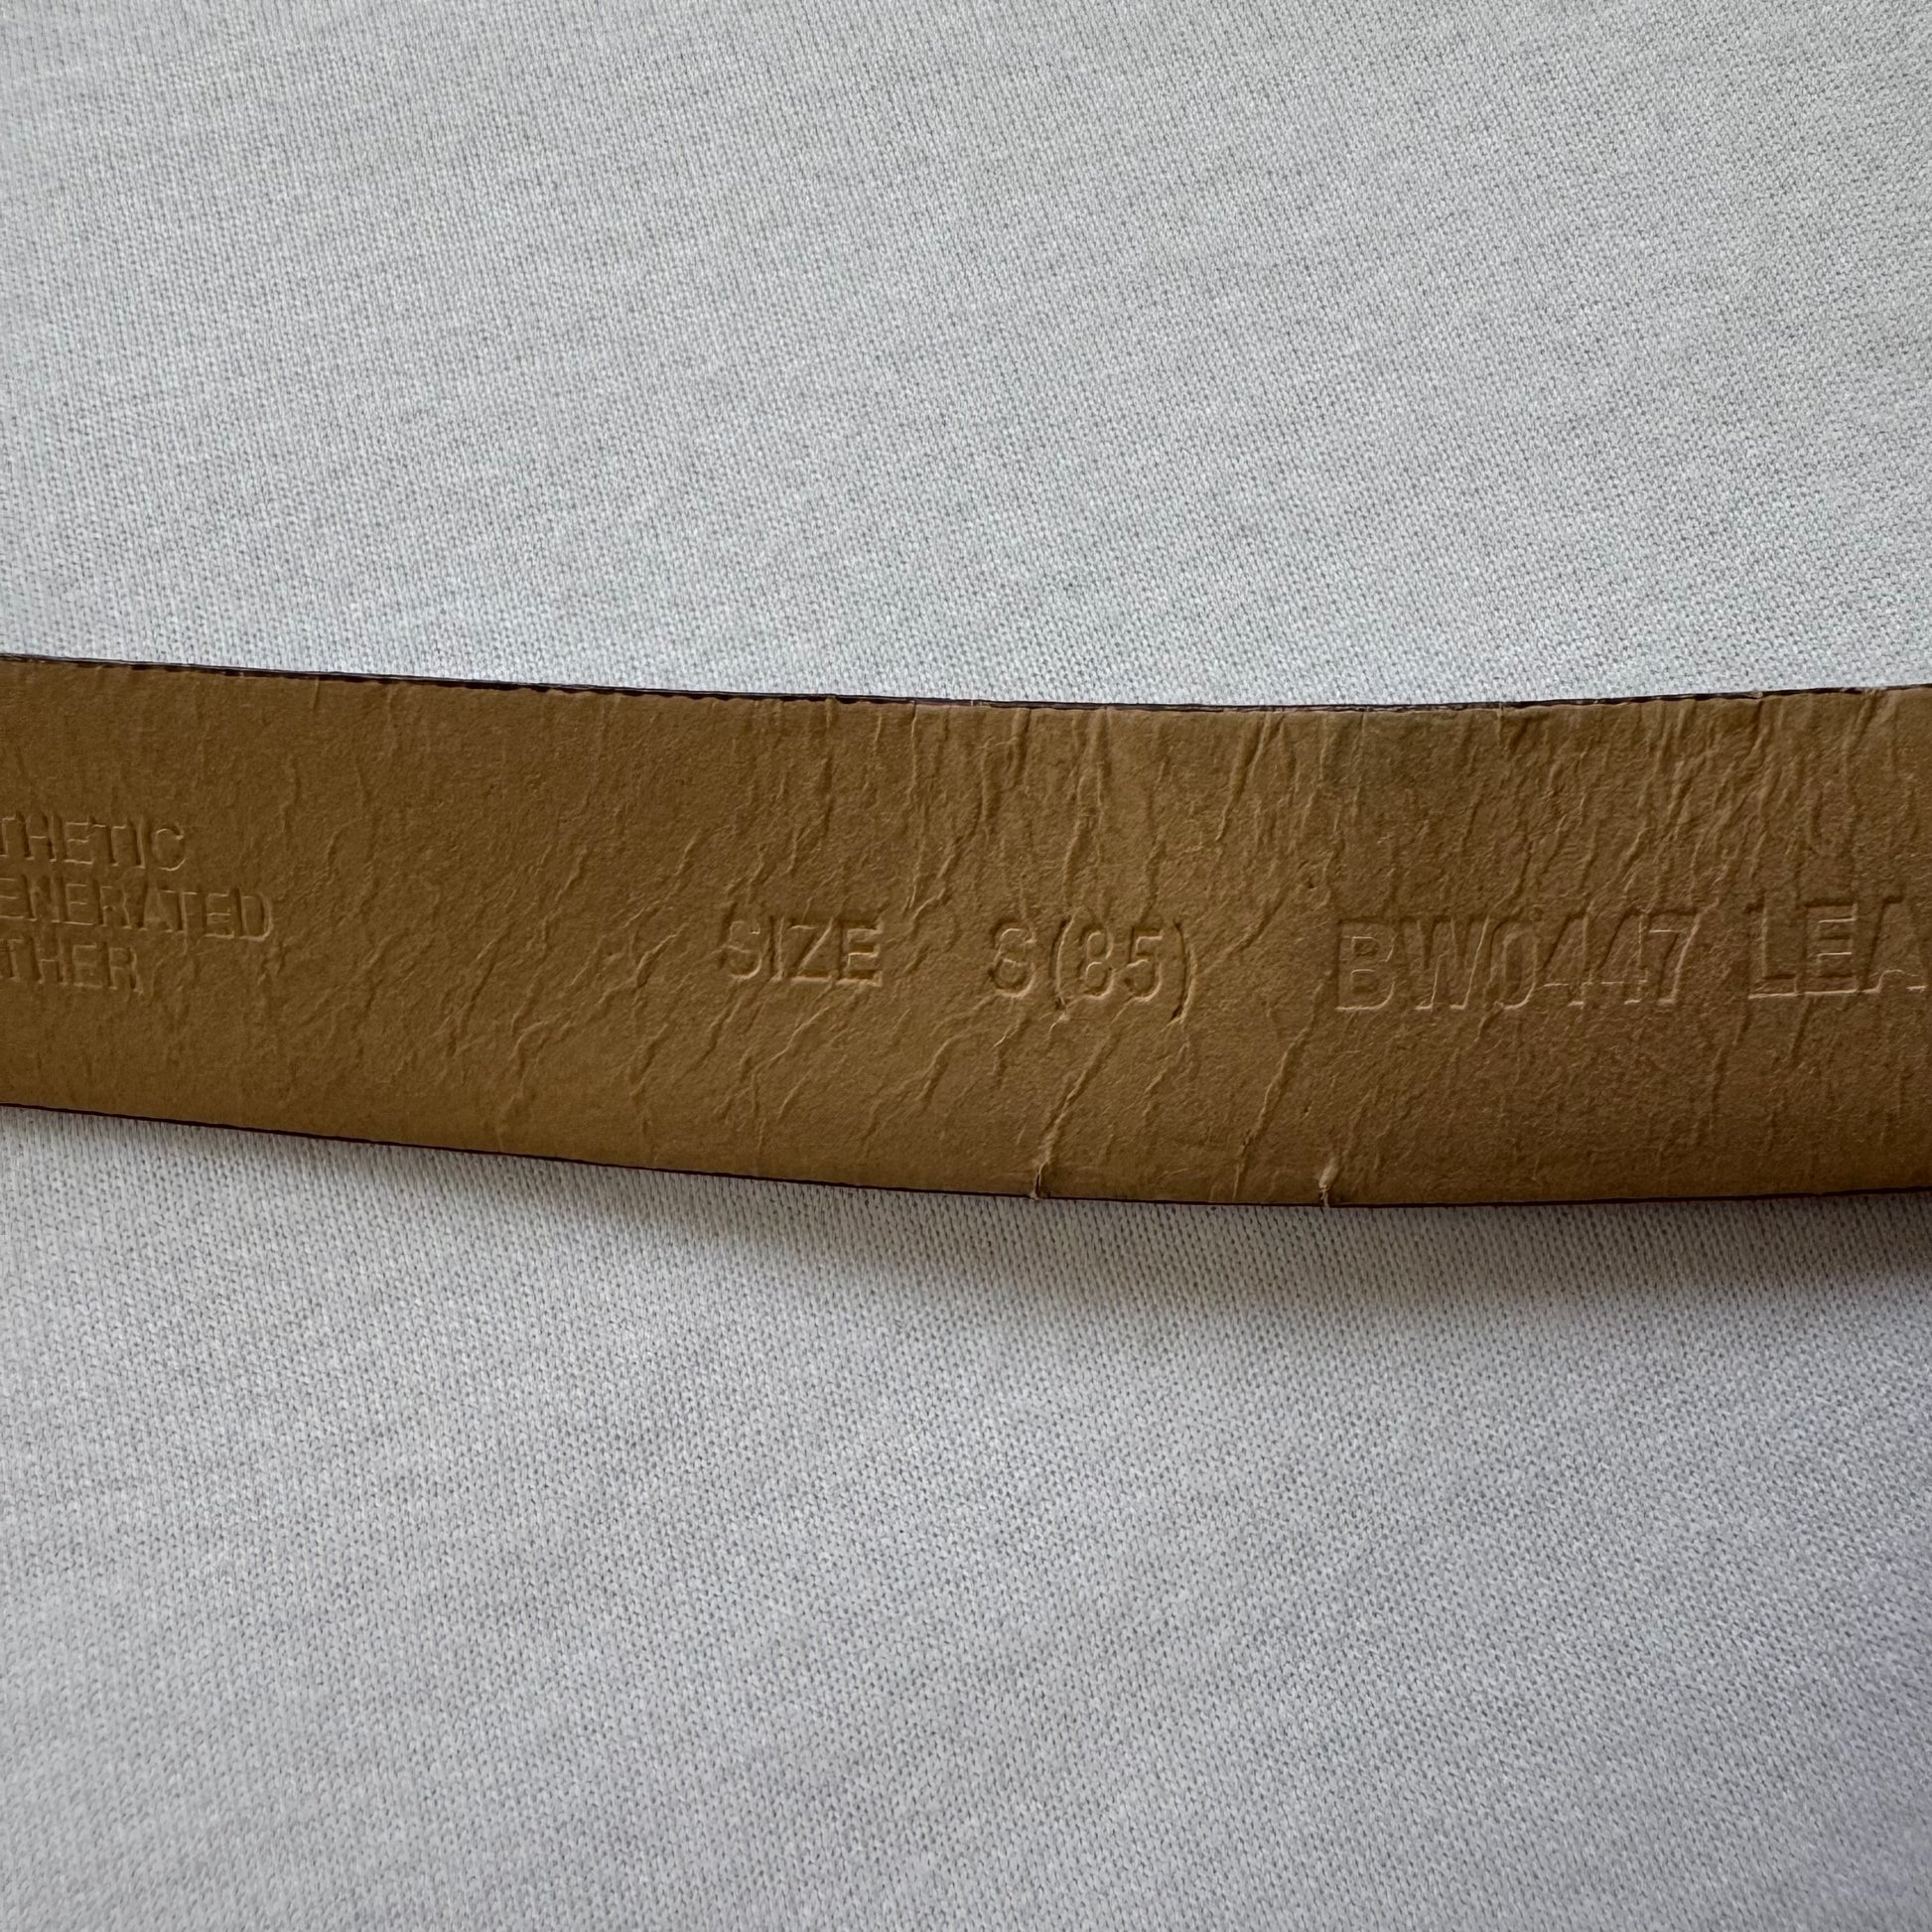 THETIC
ENERATED
THER
SIZE S(85) BW0447 LEA